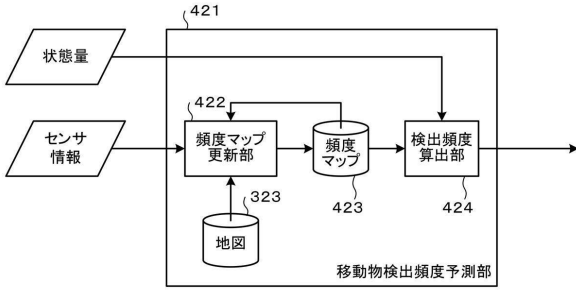 421
状態量
422
センサ
情報
頻度マップ
更新部
頻度
マップ
検出頻度
算出部
323
423
424
地図
移動物検出頻度予測部